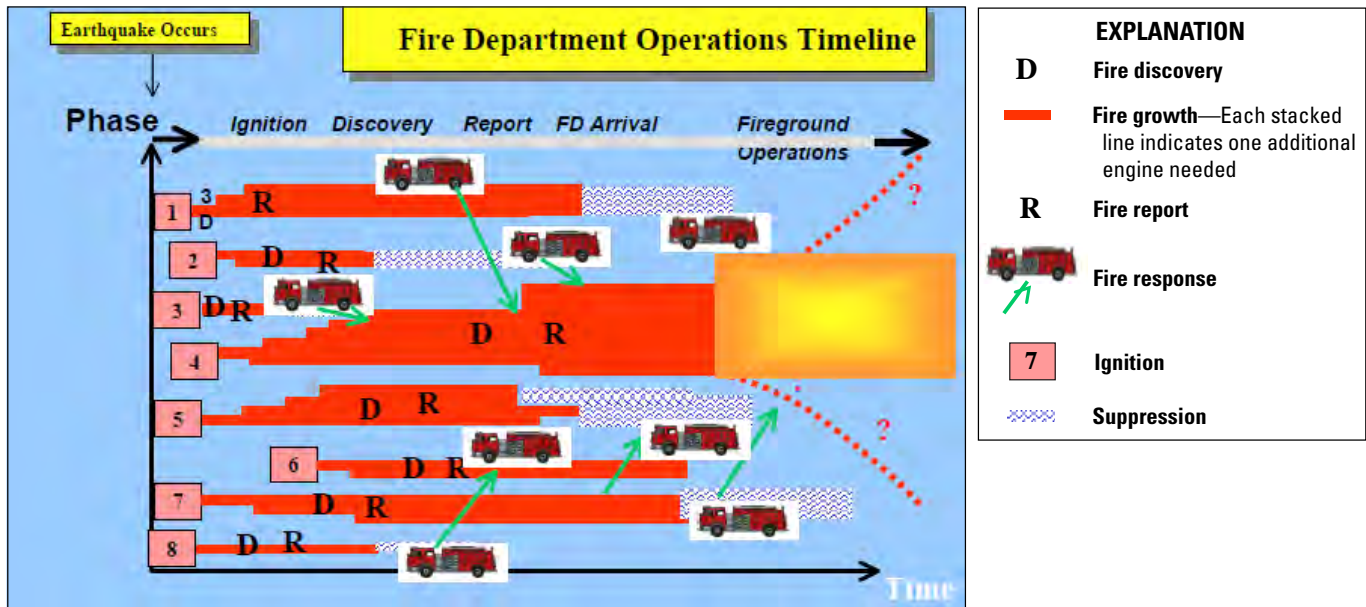 Earthquake Occurs
Fire Department Operations Timeline
Phase
Ignition Discovery Report FD Arrival Fireground
Operations
?
1
3
D
R
2
D R
3
D R
4
D R
5
D R
?
6
D R
7
D R
8
D R
Time
EXPLANATION
D Fire discovery
Fire growth—Each stacked
line indicates one additional
engine needed
R Fire report
Fire response
7 Ignition
Suppression